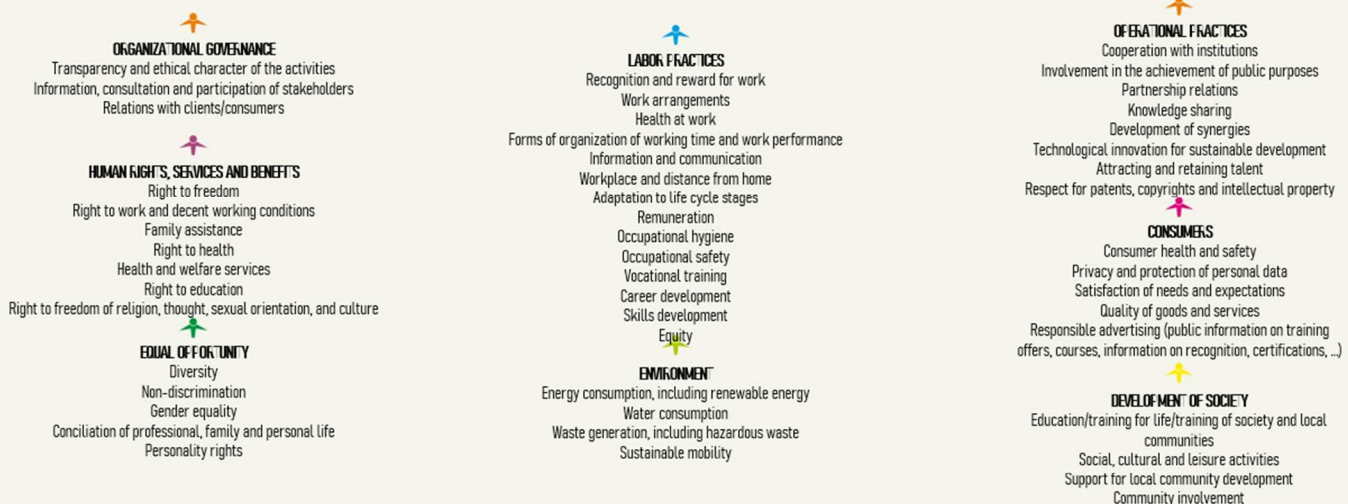 ORGANIZATIONAL GOVERNANCE
Transparency and ethical character of the activities
Information, consultation and participation of stakeholders
Relations with clients/consumers
HUMAN RIGHTS, SERVICES AND BENEFITS
Right to freedom
Right to work and decent working conditions
Family assistance
Right to health
Health and welfare services
Right to education
Right to freedom of religion, thought, sexual orientation, and culture
EQUAL OPPORTUNITY
Diversity
Non-discrimination
Gender equality
Conciliation of professional, family and personal life
Personality rights
LABOR PRACTICES
Recognition and reward for work
Work arrangements
Health at work
Forms of organization of working time and work performance
Information and communication
Workplace and distance from home
Adaptation to life cycle stages
Remuneration
Occupational hygiene
Occupational safety
Vocational training
Career development
Skills development
Equity
ENVIRONMENT
Energy consumption, including renewable energy
Water consumption
Waste generation, including hazardous waste
Sustainable mobility
OPERATIONAL PRACTICES
Cooperation with institutions
Involvement in the achievement of public purposes
Partnership relations
Knowledge sharing
Development of synergies
Technological innovation for sustainable development
Attracting and retaining talent
Respect for patents, copyrights and intellectual property
CONSUMERS
Consumer health and safety
Privacy and protection of personal data
Satisfaction of needs and expectations
Quality of goods and services
Responsible advertising (public information on training
offers, courses, information on recognition, certifications, ...)
DEVELOPMENT OF SOCIETY
Education/training for life/training of society and local
communities
Social, cultural and leisure activities
Support for local community development
Community involvement